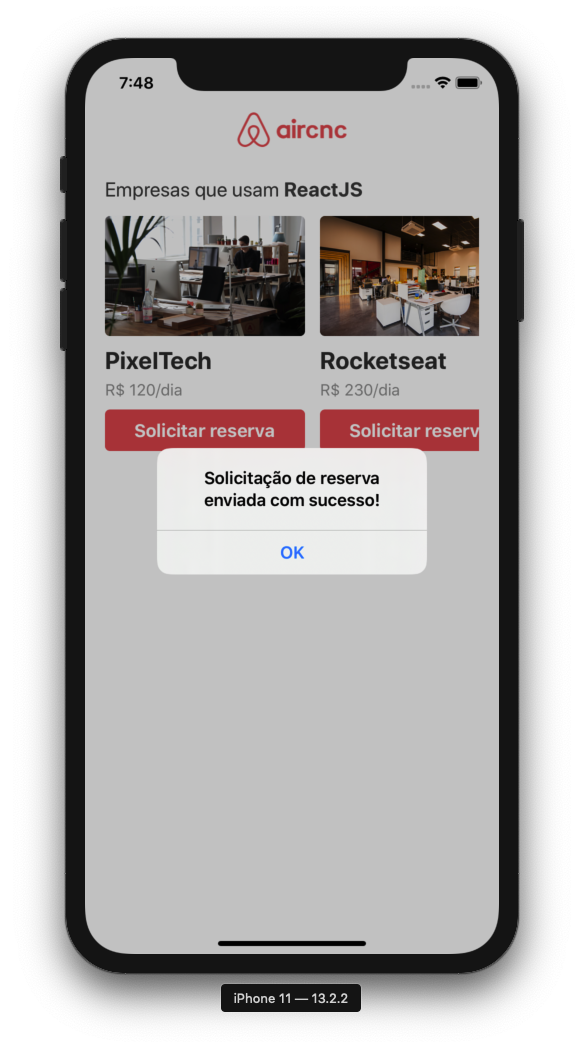 7:48
aircnc
Empresas que usam ReactJS
PixelTech
Rocketseat
R$ 120/dia
R$ 230/dia
Solicitar reserva
Solicitar reserv
Solicitação de reserva
enviada com sucesso!
OK
iPhone 11 — 13.2.2